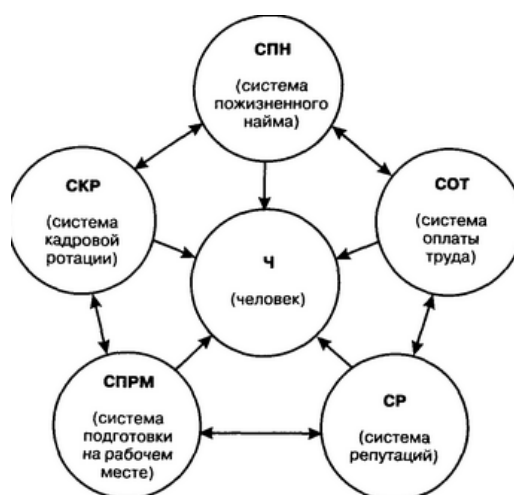 СПН
(система
пожизненного
найма)
СКР
(система
кадровой
ротации)
СОТ
(система
оплаты
труда)
Ч
(человек)
СПРМ
(система
подготовки
на рабочем
месте)
СР
(система
репутаций)